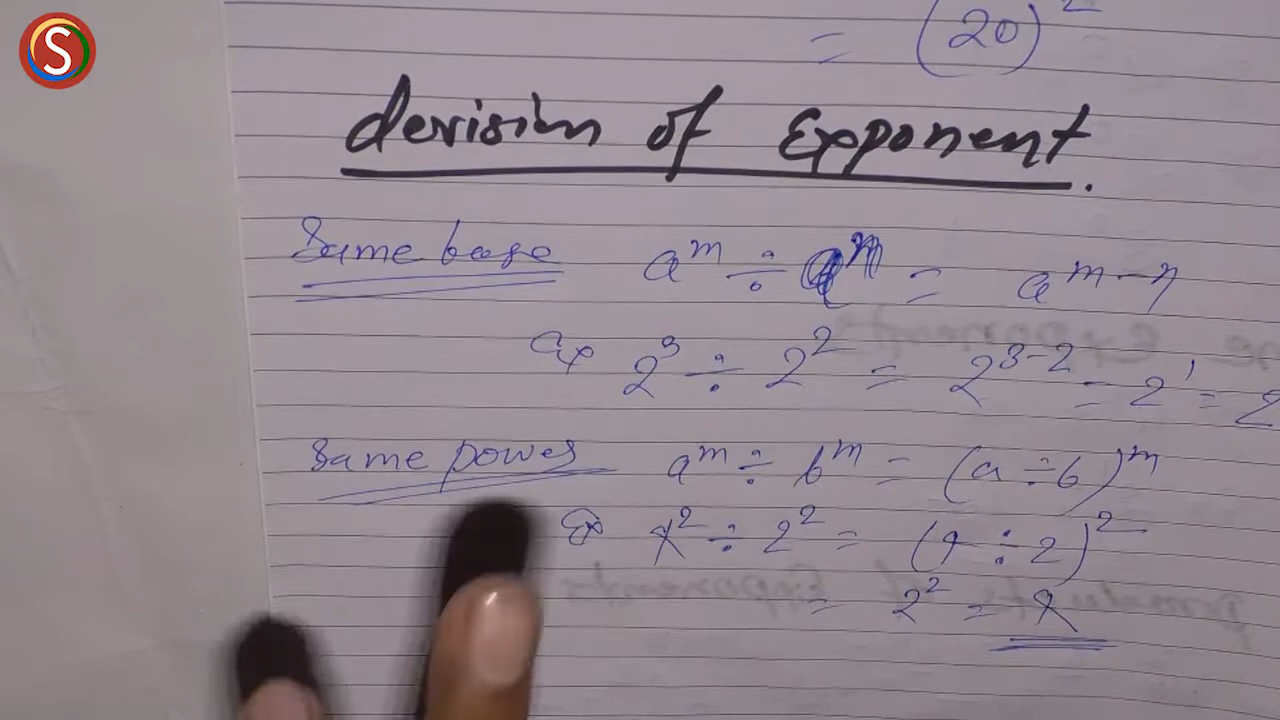 S
= (20)²
devision of Exponent.
Same base aᵐ ÷ aⁿ = aᵐ⁻ⁿ
Ex 2³ ÷ 2² = 2³⁻² = 2¹ = 2
Same power aᵐ ÷ bᵐ = (a ÷ b)ᵐ
Ex 4² ÷ 2² = (4 ÷ 2)²
= 2² = 4